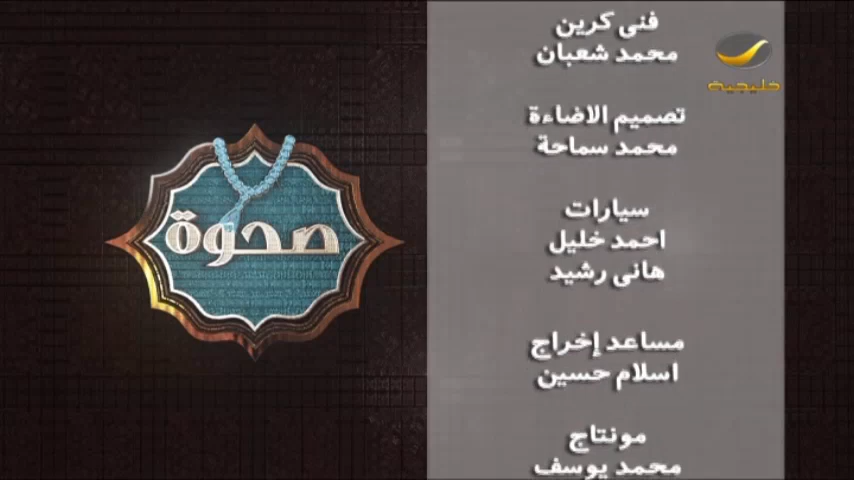 فنى كرين
محمد شعبان
خليجية
تصميم الاضاءة
محمد سماحة
سيارات
احمد خليل
هانى رشيد
صحوة
مساعد إخراج
اسلام حسين
مونتاج
محمد يوسف